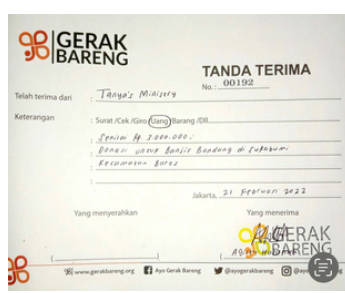 GERAK
BARENG
TANDA TERIMA
No.: 00192
Telah terima dari : Tanya's Ministry
Keterangan : Surat /Cek /Giro /Uang/Barang /Dll.
Senilai Rp. 3.000.000,-
Donasi untuk Banjir Bandang di Sukabumi
Kecamatan
Jakarta, 21 Februari 2022
Yang menyerahkan Yang menerima
GERAK
BARENG
www.gerakbareng.org Ayo Gerak Bareng @ayogerakbareng